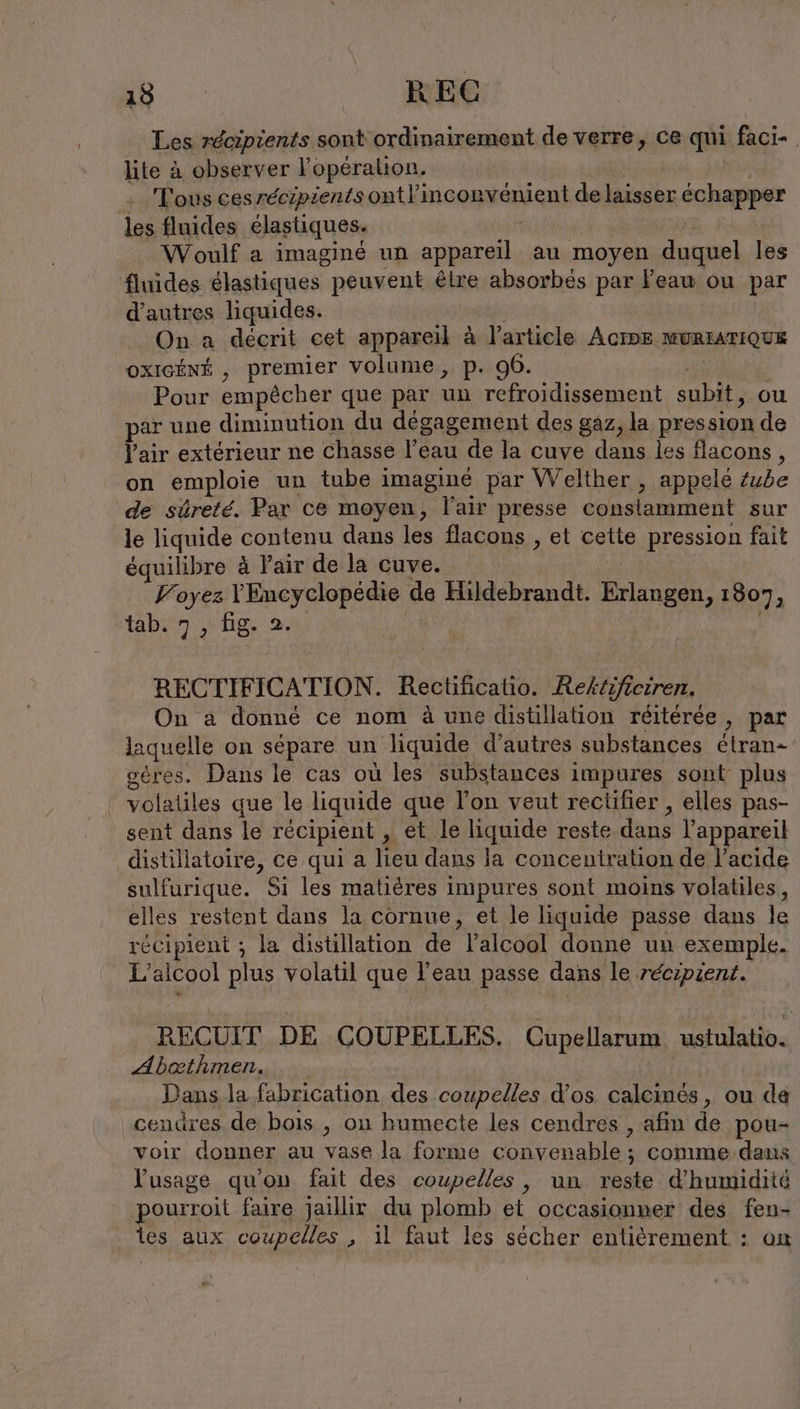 18 REC
Les récipients sont ordinairement de verre, ce qui faci-
lite à observer l'opération.
Tous ces récipients ont l'inconvénient de laisser échapper
les fluides élastiques.
Woulf a imaginé un appareil au moyen duquel les
fluides élastiques peuvent être absorbés par l'eau ou par
d'autres liquides.
On a décrit cet appareil à l'article ACIDE MURIATIQUE
OXIGÉNÉ, premier volume, p. 96.
Pour empêcher que par un refroidissement subit, ou
par une diminution du dégagement des gaz, la pression de
l'air extérieur ne chasse l'eau de la cuve dans les flacons,
on emploie un tube imaginé par Welther, appelé tube
de sûreté. Par ce moyen, l'air presse constamment sur
le liquide contenu dans les flacons, et cette pression fait
équilibre à l'air de la cuve.
Voyez l'Encyclopédie de Hildebrandt. Erlangen, 1807,
tab. 7, fig. 2.
RECTIFICATION. Rectificatio. Rektificiren.
On a donné ce nom à une distillation réitérée, par
laquelle on sépare un liquide d'autres substances étran-
gères. Dans le cas où les substances impures sont plus
volatiles que le liquide que l'on veut rectifier, elles pas-
sent dans le récipient, et le liquide reste dans l'appareil
distillatoire, ce qui a lieu dans la concentration de l'acide
sulfurique. Si les matières impures sont moins volatiles,
elles restent dans la cornue, et le liquide passe dans le
récipient ; la distillation de l'alcool donne un exemple.
L'alcool plus volatil que l'eau passe dans le récipient.
RECUIT DE COUPELLES. Cupellarum ustulatio.
Abœthmen.
Dans la fabrication des coupelles d'os calcinés, ou de
cendres de bois, on humecte les cendres, afin de pou-
voir donner au vase la forme convenable ; comme dans
l'usage qu'on fait des coupelles, un reste d'humidité
pourroit faire jaillir du plomb et occasionner des fen-
tes aux coupelles, il faut les sécher entièrement : on